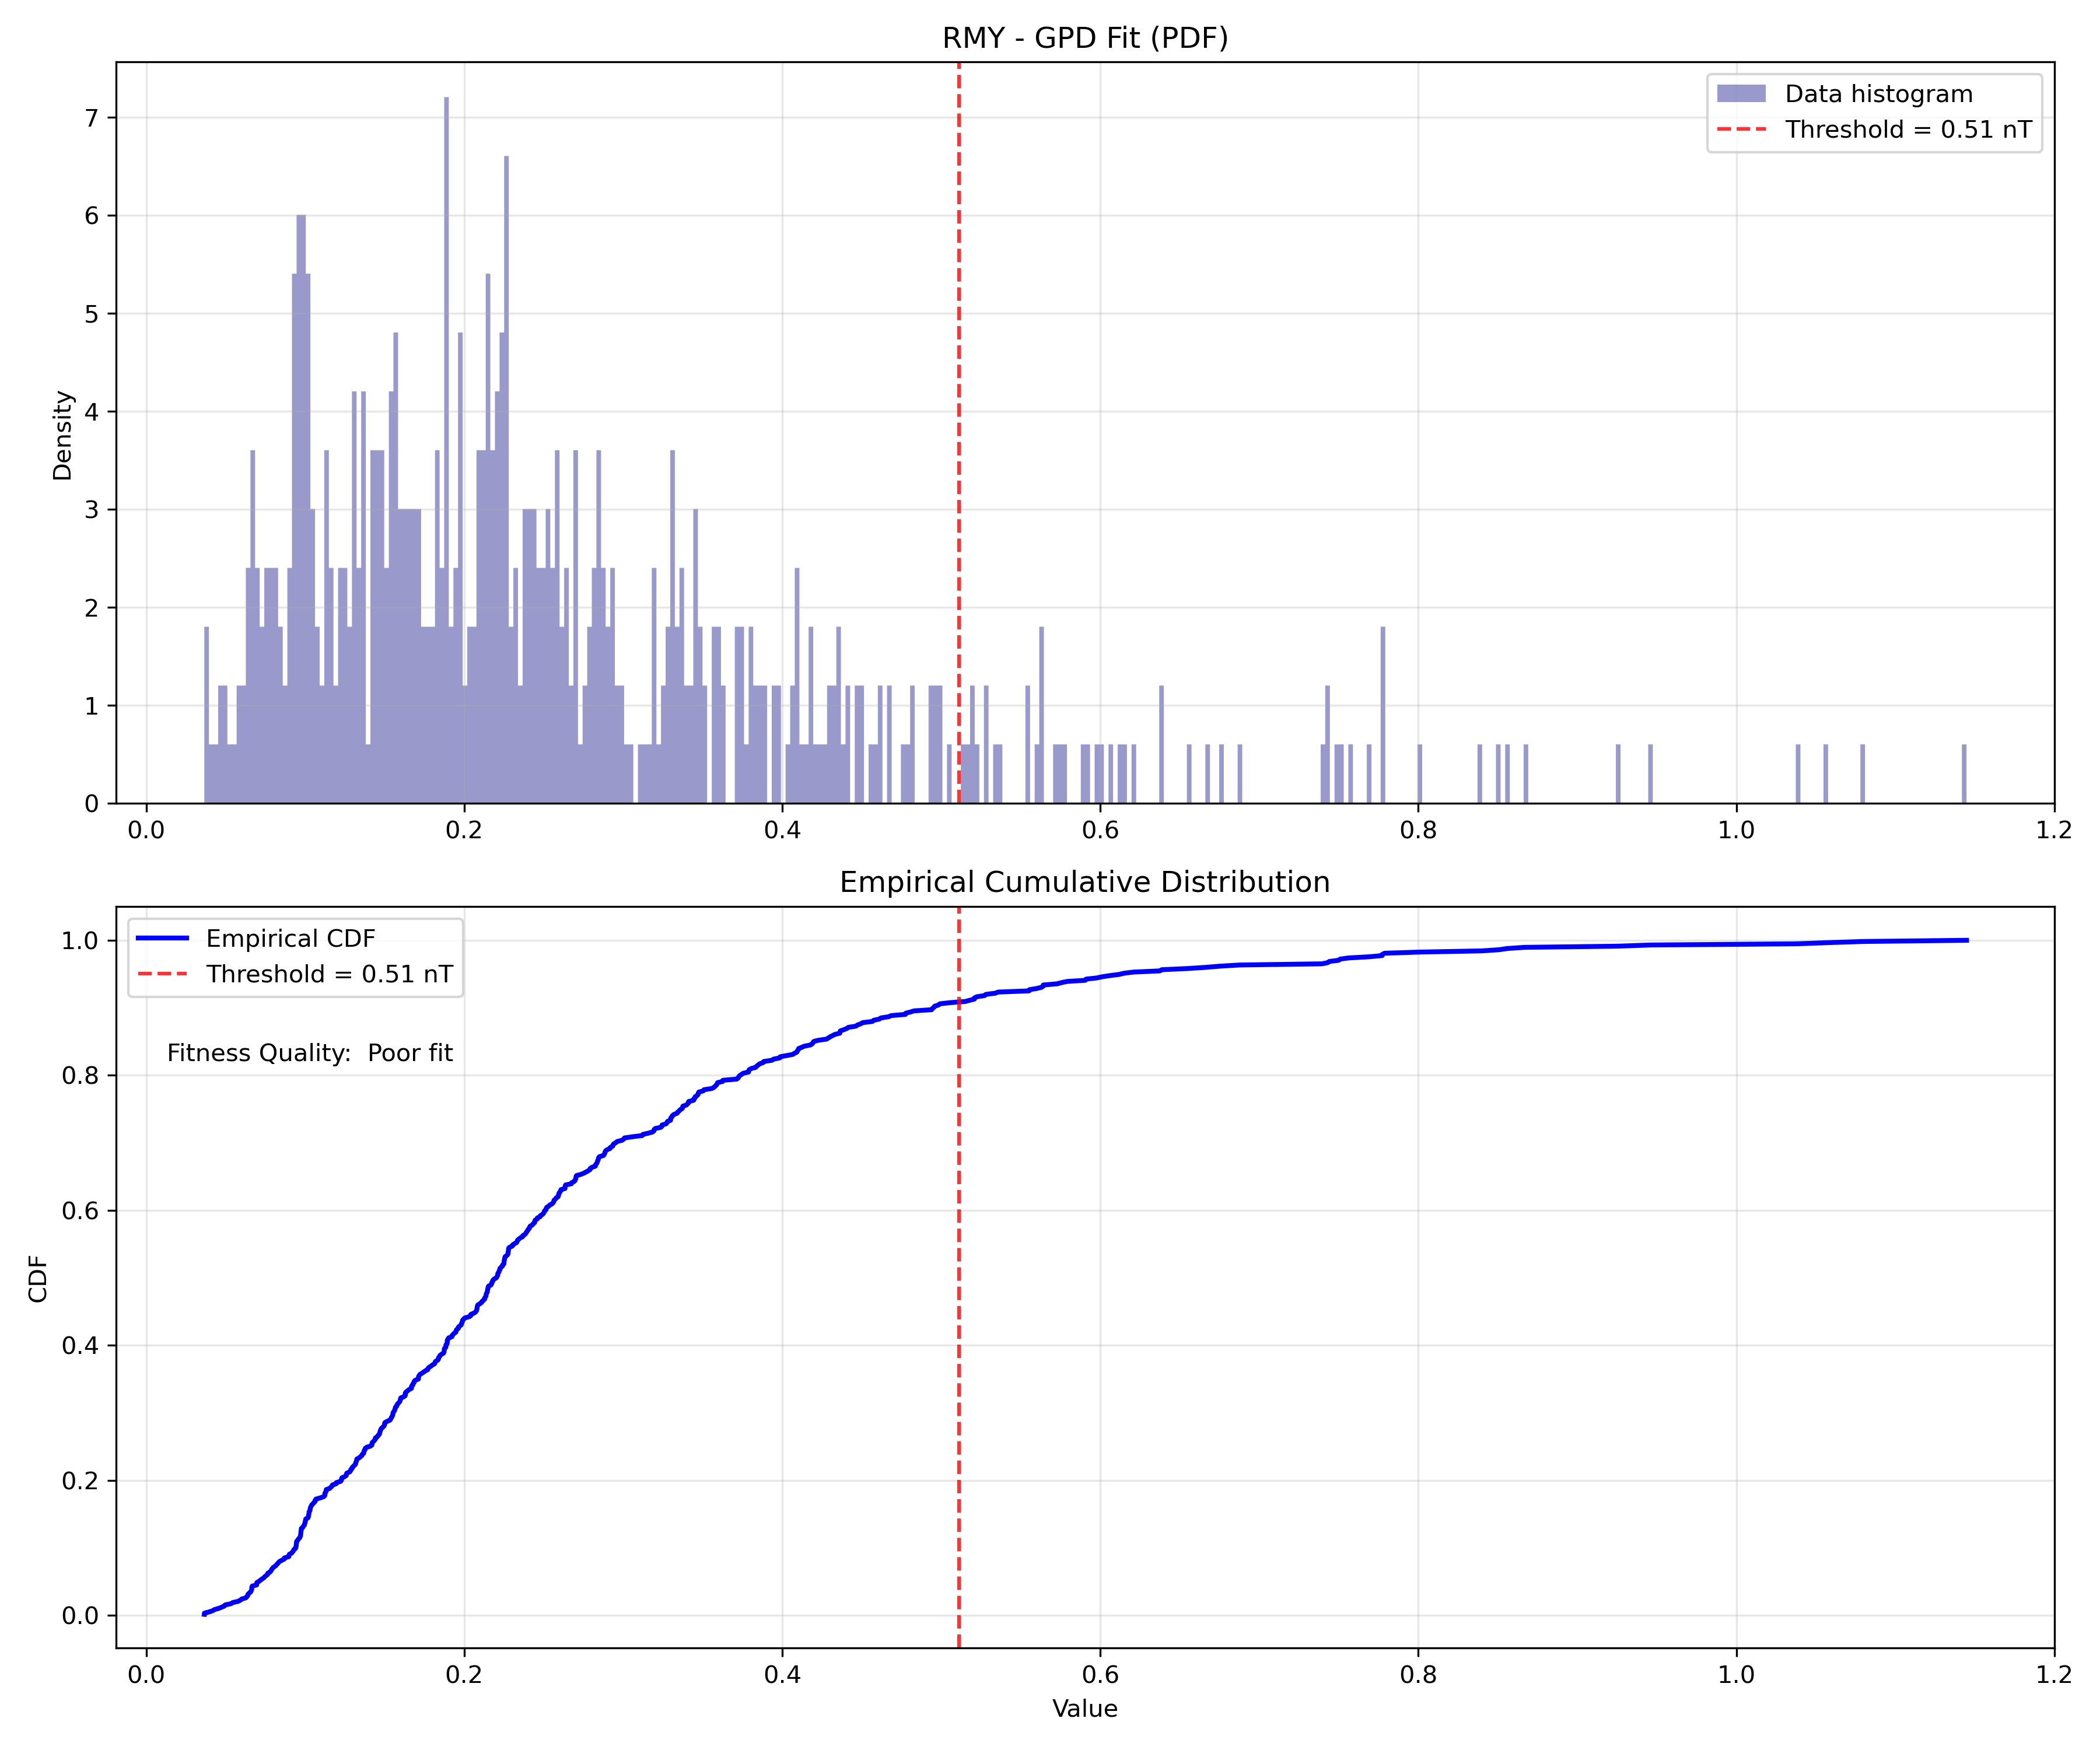 RMY - GPD Fit (PDF)
Data histogram
Threshold = 0.51 nT
Density
7
6
5
4
3
2
1
0
0.0 0.2 0.4 0.6 0.8 1.0 1.2
Empirical Cumulative Distribution
Empirical CDF
Threshold = 0.51 nT
Fitness Quality:  Poor fit
CDF
1.0
0.8
0.6
0.4
0.2
0.0
0.0 0.2 0.4 0.6 0.8 1.0 1.2
Value